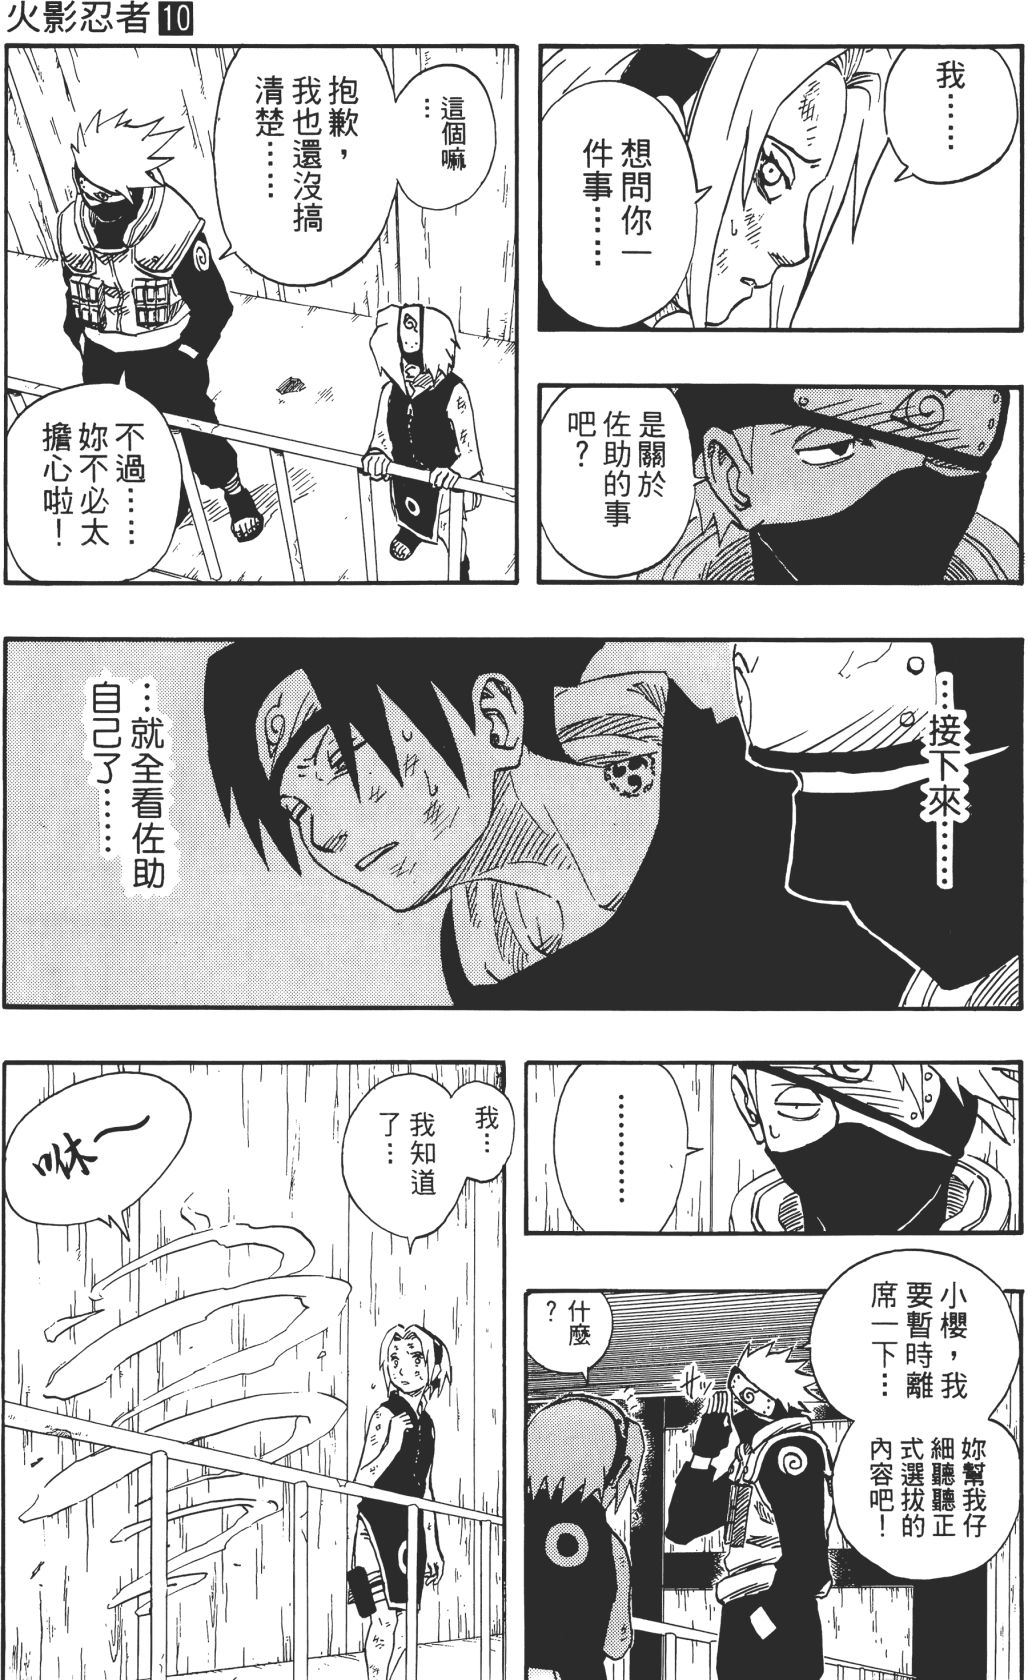 火影忍者10
我……
想問你一
件事……
是關於
佐助的事
吧？
這個嘛
…
抱歉，
我也還沒搞
清楚……
不過……
妳不必太
擔心啦！
…接下來……
…就全看佐助
自己了……
…………
小櫻，我
要暫時離
席一下…
妳幫我仔
細聽聽正
式選拔的
內容吧！
什麼
？
我…
我知道
了…
咻～